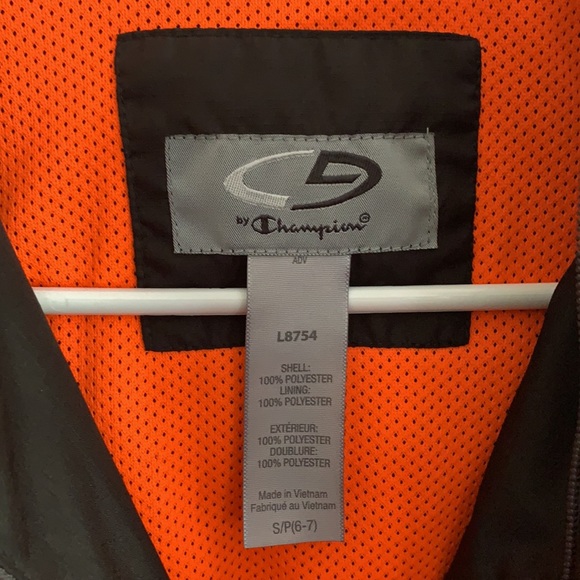 C9
by Champion®
ADV
L8754
SHELL:
100% POLYESTER
LINING:
100% POLYESTER
EXTÉRIEUR:
100% POLYESTER
DOUBLURE:
100% POLYESTER
Made in Vietnam
Fabriqué au Vietnam
S/P(6-7)